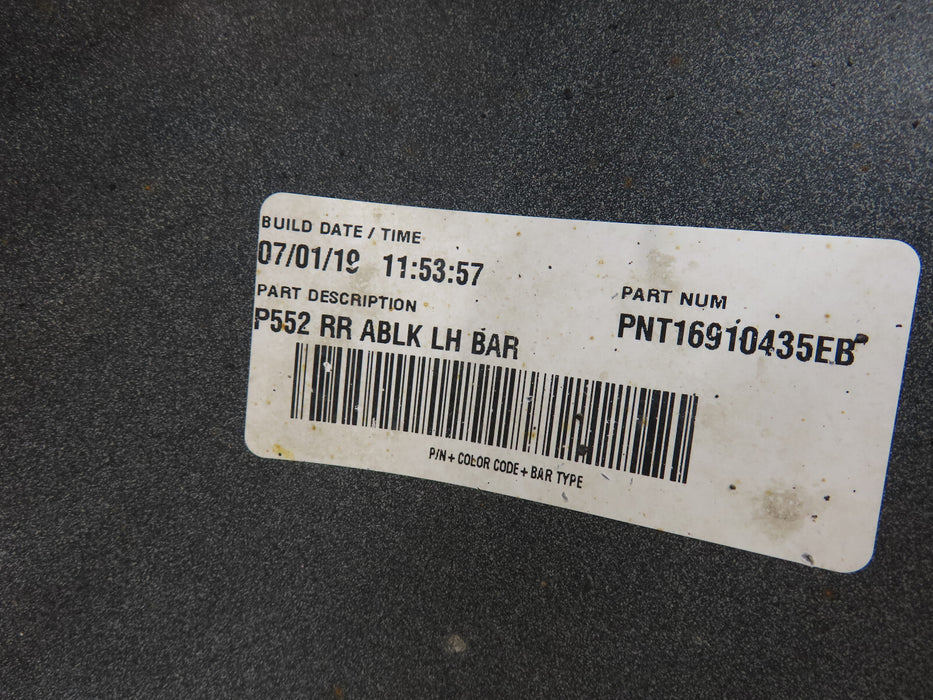 BUILD DATE / TIME
07/01/19 11:53:57
PART DESCRIPTION
P552 RR ABLK LH BAR
PART NUM
PNT16910435EB
P/N + COLOR CODE + BAR TYPE